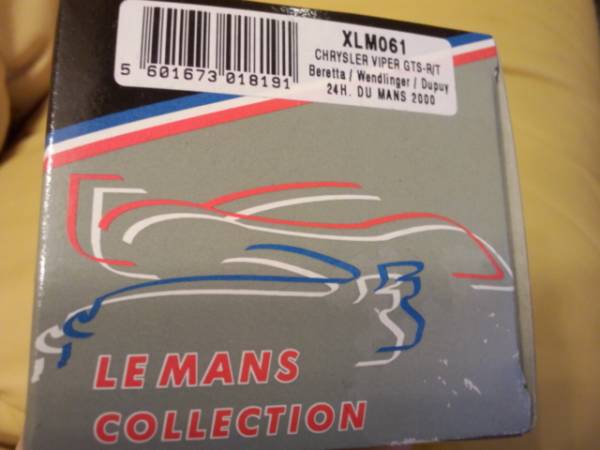 XLM061
CHRYSLER VIPER GTS-R/T
Beretta / Wendlinger / Dupuy
24H. DU MANS 2000
5 601673 018191
LE MANS
COLLECTION